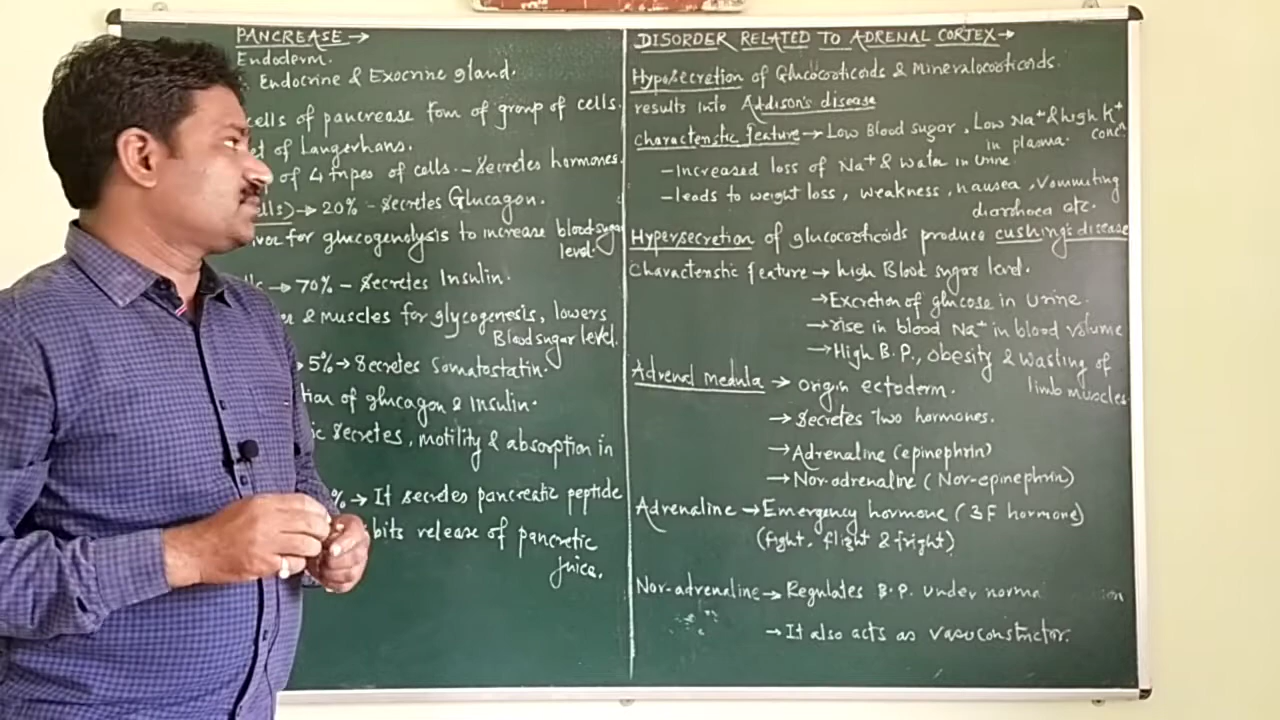 PANCREASE →
Endoderm.
Endocrine & Exocrine gland.
cells of pancrease form of group of cells.
of Langerhans.
of 4 types of cells. - Secretes hormones.
cells) → 20% - Secretes Glucagon.
for glucogenolysis to increase blood sugar
level.
→ 70% - Secretes Insulin.
& muscles for glycogenesis, lowers
Blood sugar level.
5% → Secretes Somatostatin.
of glucagon & Insulin.
Secretes, motility & absorption in
% → It secretes pancreatic peptide
release of pancretic
Juice.
DISORDER RELATED TO ADRENAL CORTEX →
Hyposecretion of Glucocorticoids & Mineralocorticoids.
results into Addison's disease
Characterstic feature → Low Blood sugar, Low Na+ & high K+
in plasma. concn
- Increased loss of Na+ & water in urine.
- leads to weight loss, weakness, nausea, Vommiting
diarrhoea etc.
Hypersecretion of glucocorticoids produce cushing's disease
Characterstic feature → high Blood sugar level.
→ Excretion of glucose in urine.
→ rise in blood Na+ in blood volume
→ High B.P., obesity & wasting of
limb muscles.
Adrenal medula → origin ectoderm.
→ Secretes Two hormones.
→ Adrenaline (epinephrin)
→ Nor-adrenaline (Nor-epinephrin)
Adrenaline → Emergency hormone (3F hormone)
(fight, flight & fright)
Nor-adrenaline → Regulates B.P. under
→ It also acts as vasoconstrictor.